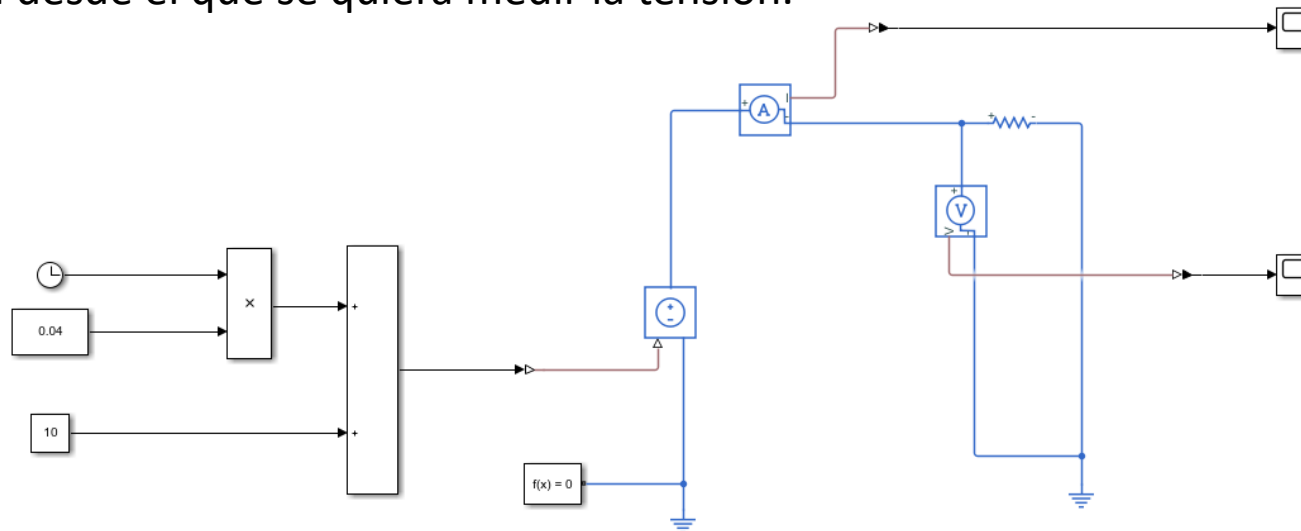 desde el que se quiera medir la tensión.
+ A I -
+ -
+ V V -
+ -
×
0.04
+
10
+
f(x) = 0